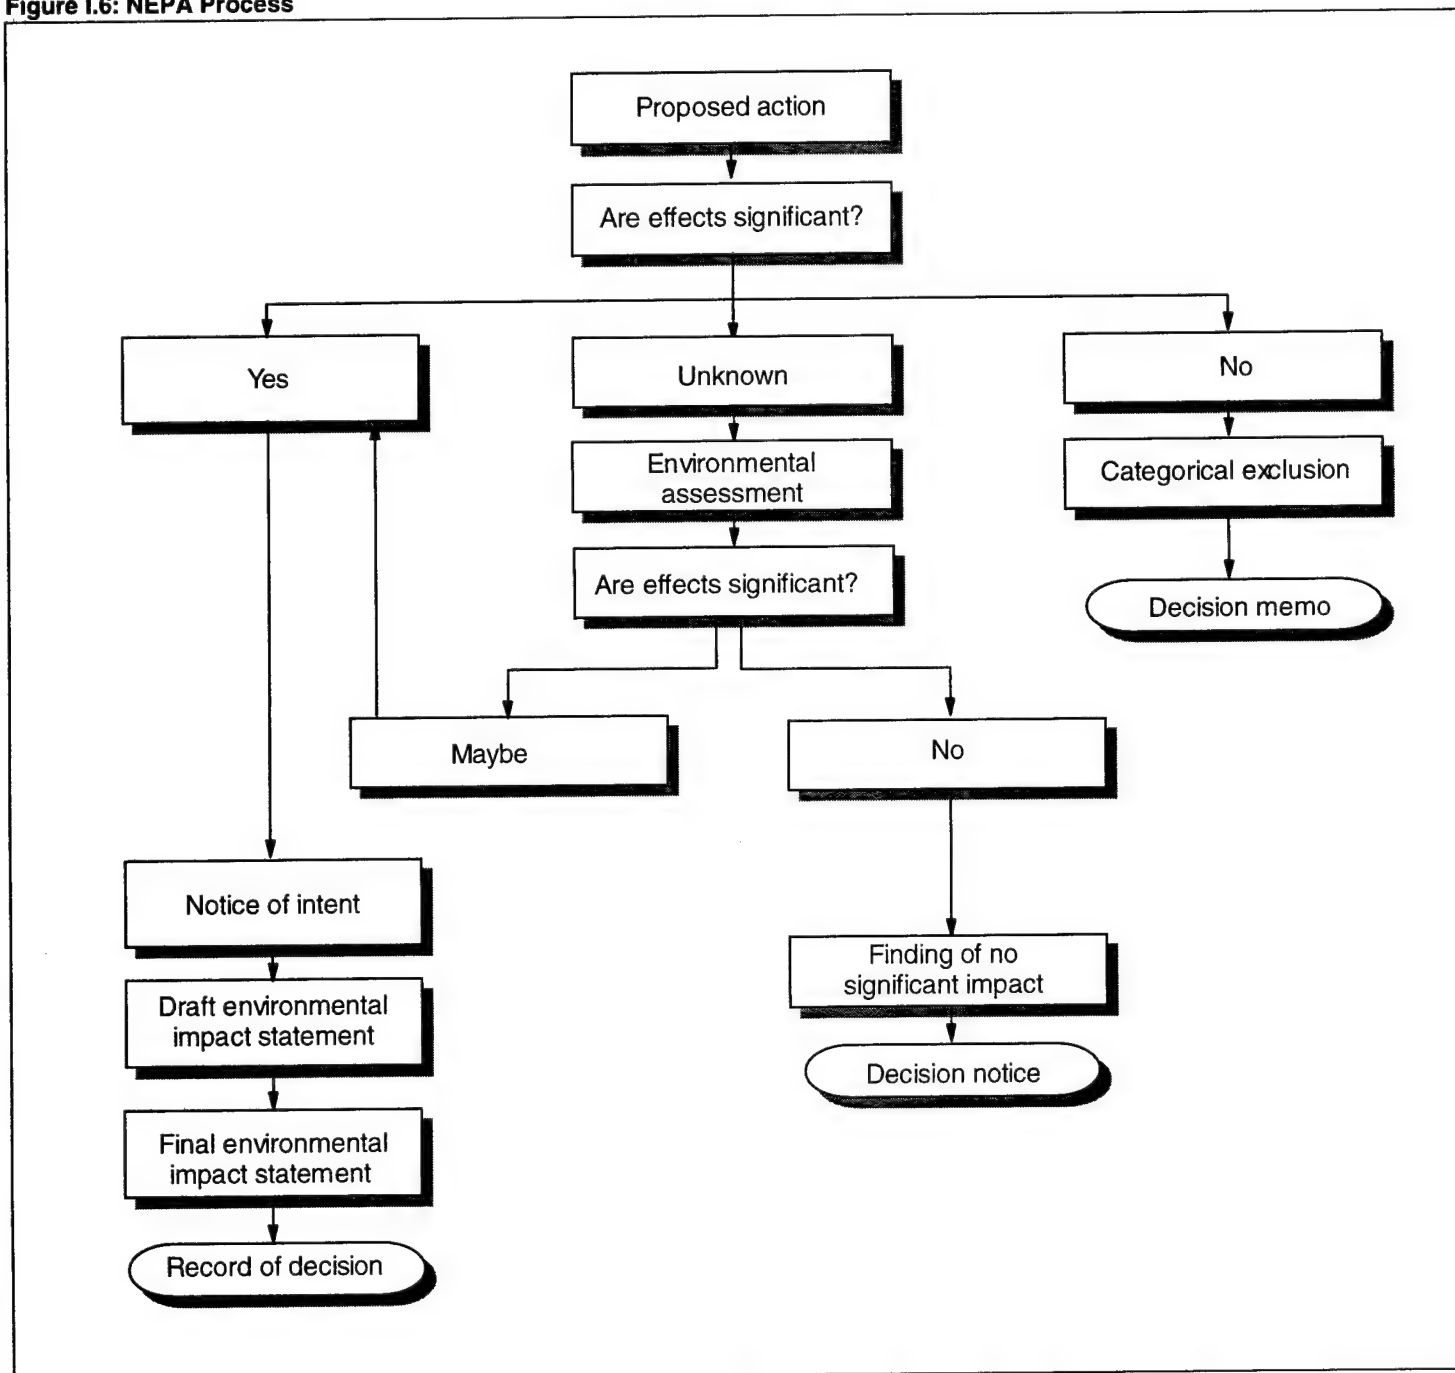 Figure I.6: NEPA Process
Proposed action
Are effects significant?
Yes
Unknown
No
Environmental
assessment
Categorical exclusion
Are effects significant?
Decision memo
Maybe
No
Notice of intent
Finding of no
significant impact
Draft environmental
impact statement
Decision notice
Final environmental
impact statement
Record of decision